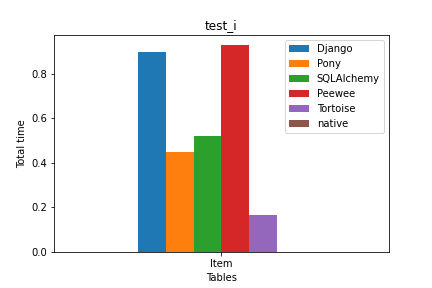 test_i
Total time
0.8
0.6
0.4
0.2
0.0
Django
Pony
SQLAlchemy
Peewee
Tortoise
native
Item
Tables